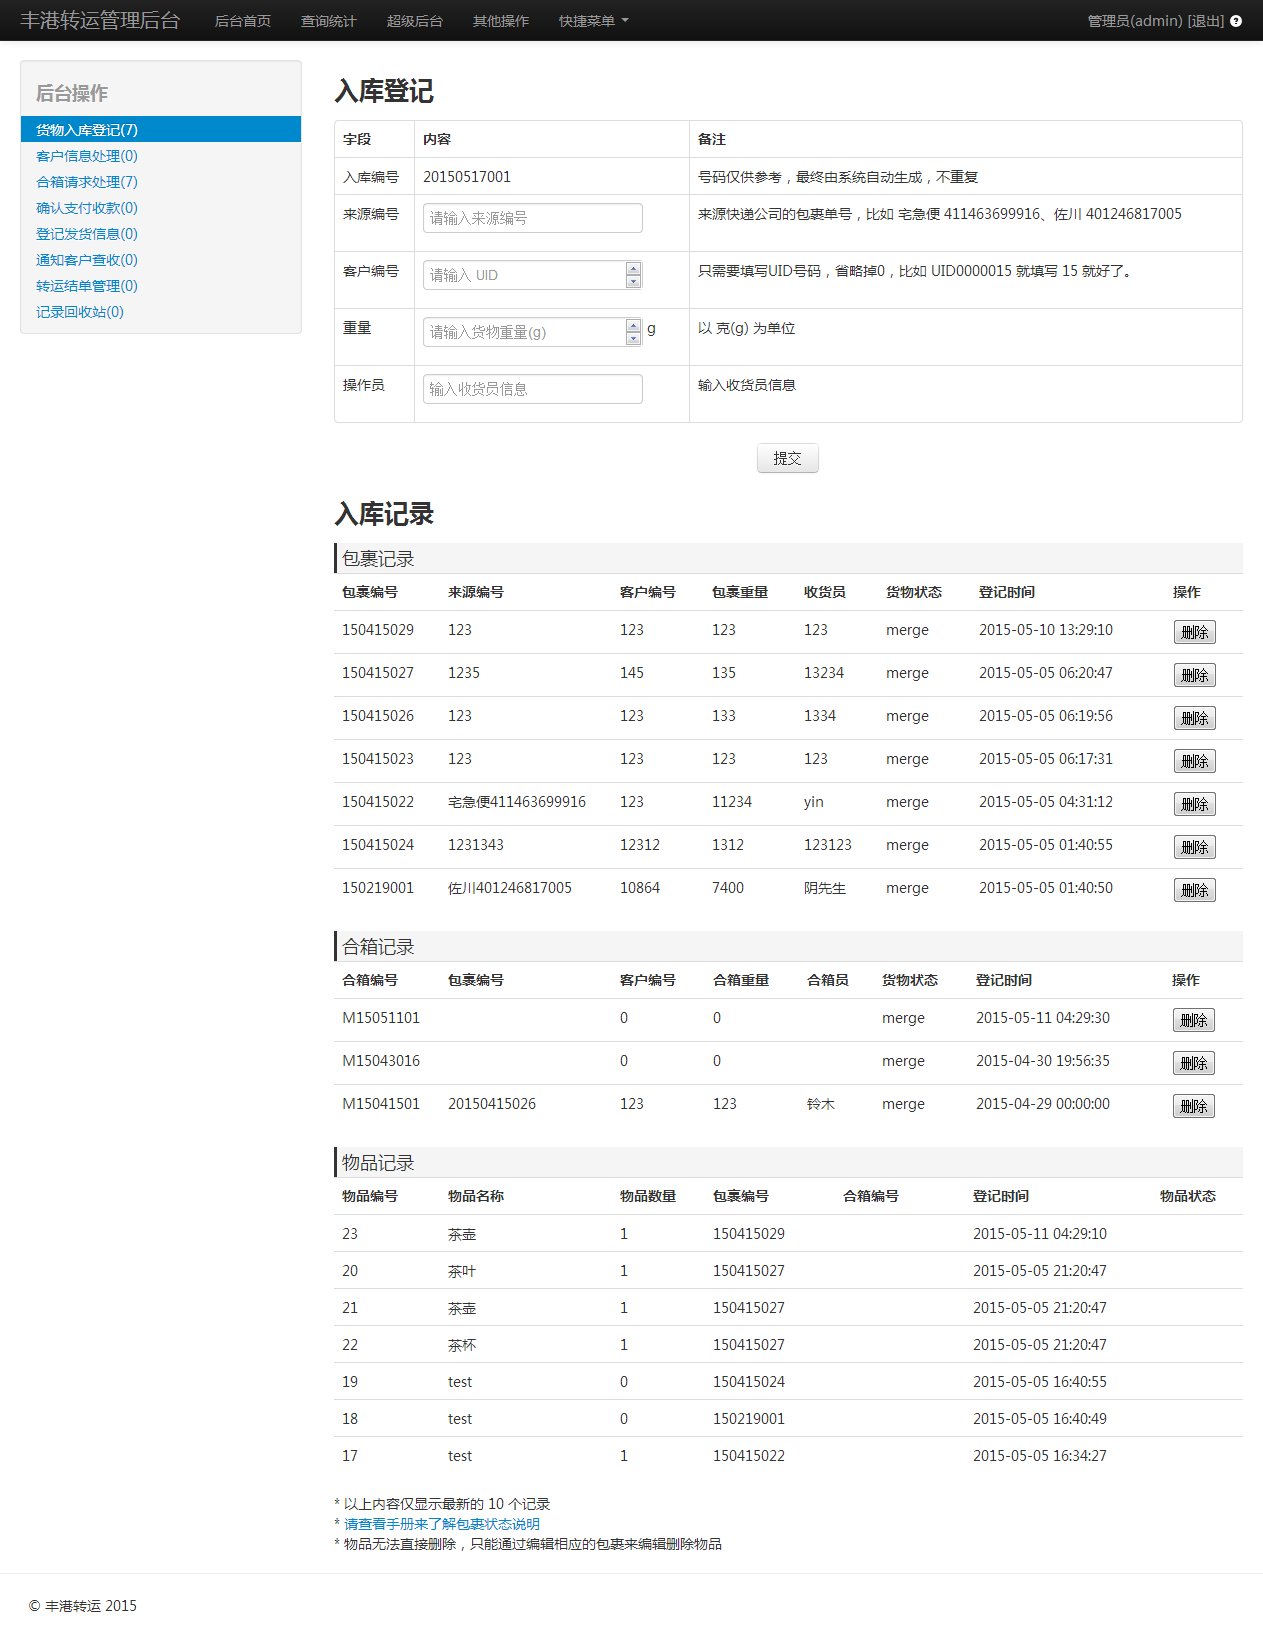 丰港转运管理后台 后台首页 查询统计 超级后台 其他操作 快捷菜单 管理员(admin) [退出]
后台操作
货物入库登记(7)
客户信息处理(0)
合箱请求处理(7)
确认支付收款(0)
登记发货信息(0)
通知客户查收(0)
转运结单管理(0)
记录回收站(0)
入库登记
字段 内容 备注
入库编号 20150517001 号码仅供参考，最终由系统自动生成，不重复
来源编号 请输入来源编号 来源快递公司的包裹单号，比如 宅急便 411463699916、佐川 401246817005
客户编号 请输入 UID 只需要填写UID号码，省略掉0，比如 UID0000015 就填写 15 就好了。
重量 请输入货物重量(g) g 以 克(g) 为单位
操作员 输入收货员信息 输入收货员信息
提交
入库记录
包裹记录
包裹编号 来源编号 客户编号 包裹重量 收货员 货物状态 登记时间 操作
150415029 123 123 123 123 merge 2015-05-10 13:29:10 删除
150415027 1235 145 135 13234 merge 2015-05-05 06:20:47 删除
150415026 123 123 133 1334 merge 2015-05-05 06:19:56 删除
150415023 123 123 123 123 merge 2015-05-05 06:17:31 删除
150415022 宅急便411463699916 123 11234 yin merge 2015-05-05 04:31:12 删除
150415024 1231343 12312 1312 123123 merge 2015-05-05 01:40:55 删除
150219001 佐川401246817005 10864 7400 阴先生 merge 2015-05-05 01:40:50 删除
合箱记录
合箱编号 包裹编号 客户编号 合箱重量 合箱员 货物状态 登记时间 操作
M15051101 0 0 merge 2015-05-11 04:29:30 删除
M15043016 0 0 merge 2015-04-30 19:56:35 删除
M15041501 20150415026 123 123 铃木 merge 2015-04-29 00:00:00 删除
物品记录
物品编号 物品名称 物品数量 包裹编号 合箱编号 登记时间 物品状态
23 茶壶 1 150415029 2015-05-11 04:29:10
20 茶叶 1 150415027 2015-05-05 21:20:47
21 茶壶 1 150415027 2015-05-05 21:20:47
22 茶杯 1 150415027 2015-05-05 21:20:47
19 test 0 150415024 2015-05-05 16:40:55
18 test 0 150219001 2015-05-05 16:40:49
17 test 1 150415022 2015-05-05 16:34:27
* 以上内容仅显示最新的 10 个记录
* 请查看手册来了解包裹状态说明
* 物品无法直接删除，只能通过编辑相应的包裹来编辑删除物品
© 丰港转运 2015